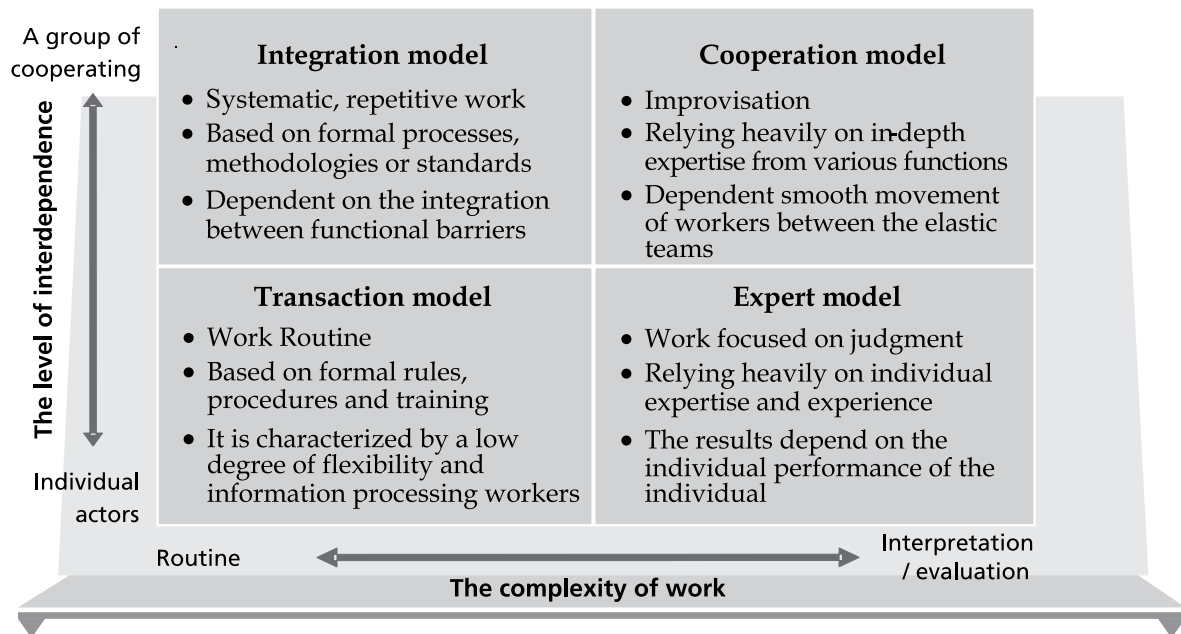 A group of
cooperating
The level of interdependence
Individual
actors
Integration model
• Systematic, repetitive work
• Based on formal processes,
methodologies or standards
• Dependent on the integration
between functional barriers
Cooperation model
• Improvisation
• Relying heavily on in-depth
expertise from various functions
• Dependent smooth movement
of workers between the elastic
teams
Transaction model
• Work Routine
• Based on formal rules,
procedures and training
• It is characterized by a low
degree of flexibility and
information processing workers
Expert model
• Work focused on judgment
• Relying heavily on individual
expertise and experience
• The results depend on the
individual performance of the
individual
Routine
Interpretation
/ evaluation
The complexity of work